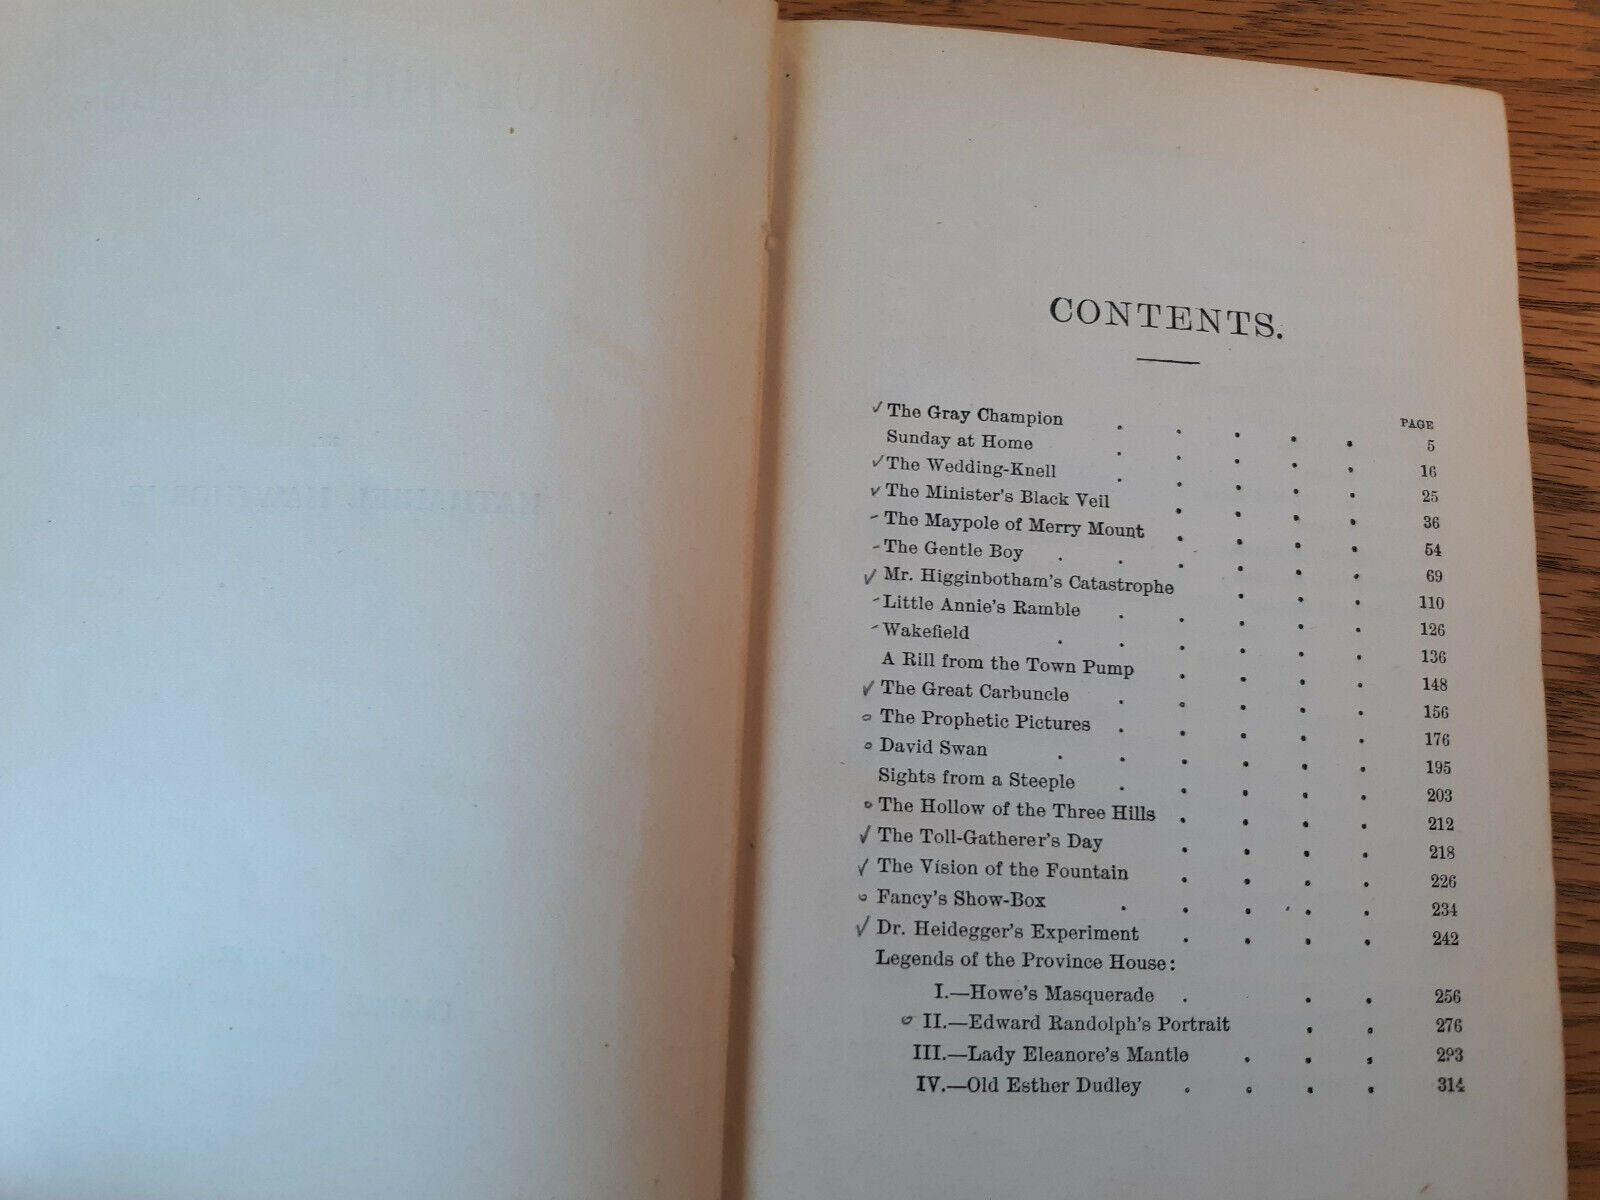 CONTENTS.
PAGE
The Gray Champion . . . . . 5
Sunday at Home . . . . . 16
The Wedding-Knell . . . . . 25
The Minister's Black Veil . . . . 36
The Maypole of Merry Mount . . . . 54
The Gentle Boy . . . . . . 69
Mr. Higginbotham's Catastrophe . . . 110
Little Annie's Ramble . . . . . 126
Wakefield . . . . . . 136
A Rill from the Town Pump . . . . 148
The Great Carbuncle . . . . . 156
The Prophetic Pictures . . . . . 176
David Swan . . . . . . 195
Sights from a Steeple . . . . . 203
The Hollow of the Three Hills . . . . 212
The Toll-Gatherer's Day . . . . 218
The Vision of the Fountain . . . . 226
Fancy's Show-Box . . . . . 234
Dr. Heidegger's Experiment . . . . 242
Legends of the Province House:
I.—Howe's Masquerade . . . 256
II.—Edward Randolph's Portrait . . 276
III.—Lady Eleanore's Mantle . . . 293
IV.—Old Esther Dudley . . . . 314